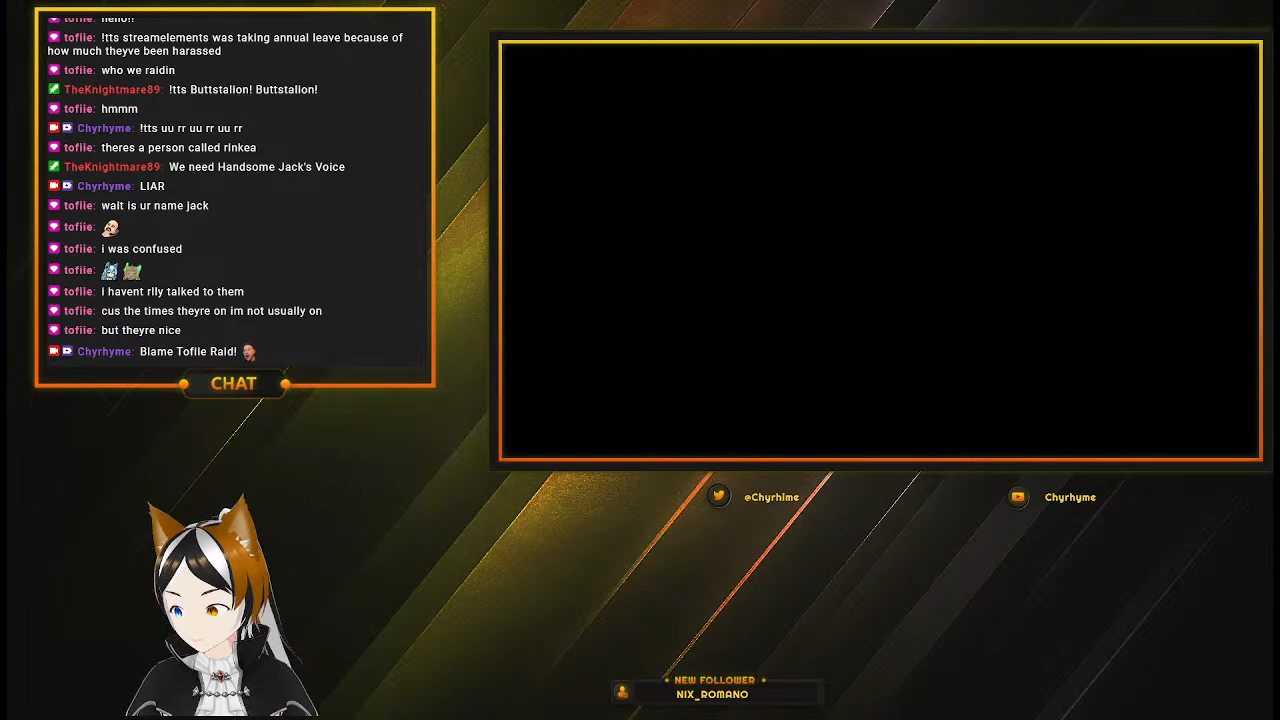 tofiie: hello!!
tofiie: !tts streamelements was taking annual leave because of
how much theyve been harassed
tofiie: who we raidin
TheKnightmare89: !tts Buttstalion! Buttstalion!
tofiie: hmmm
Chyrhyme: !tts uu rr uu rr uu rr
tofiie: theres a person called rinkea
TheKnightmare89: We need Handsome Jack's Voice
Chyrhyme: LIAR
tofiie: wait is ur name jack
tofiie:
tofiie: i was confused
tofiie:
tofiie: i havent rlly talked to them
tofiie: cus the times theyre on im not usually on
tofiie: but theyre nice
Chyrhyme: Blame Tofiie Raid!
CHAT
@Chyrhime
Chyrhyme
NEW FOLLOWER
NIX_ROMANO